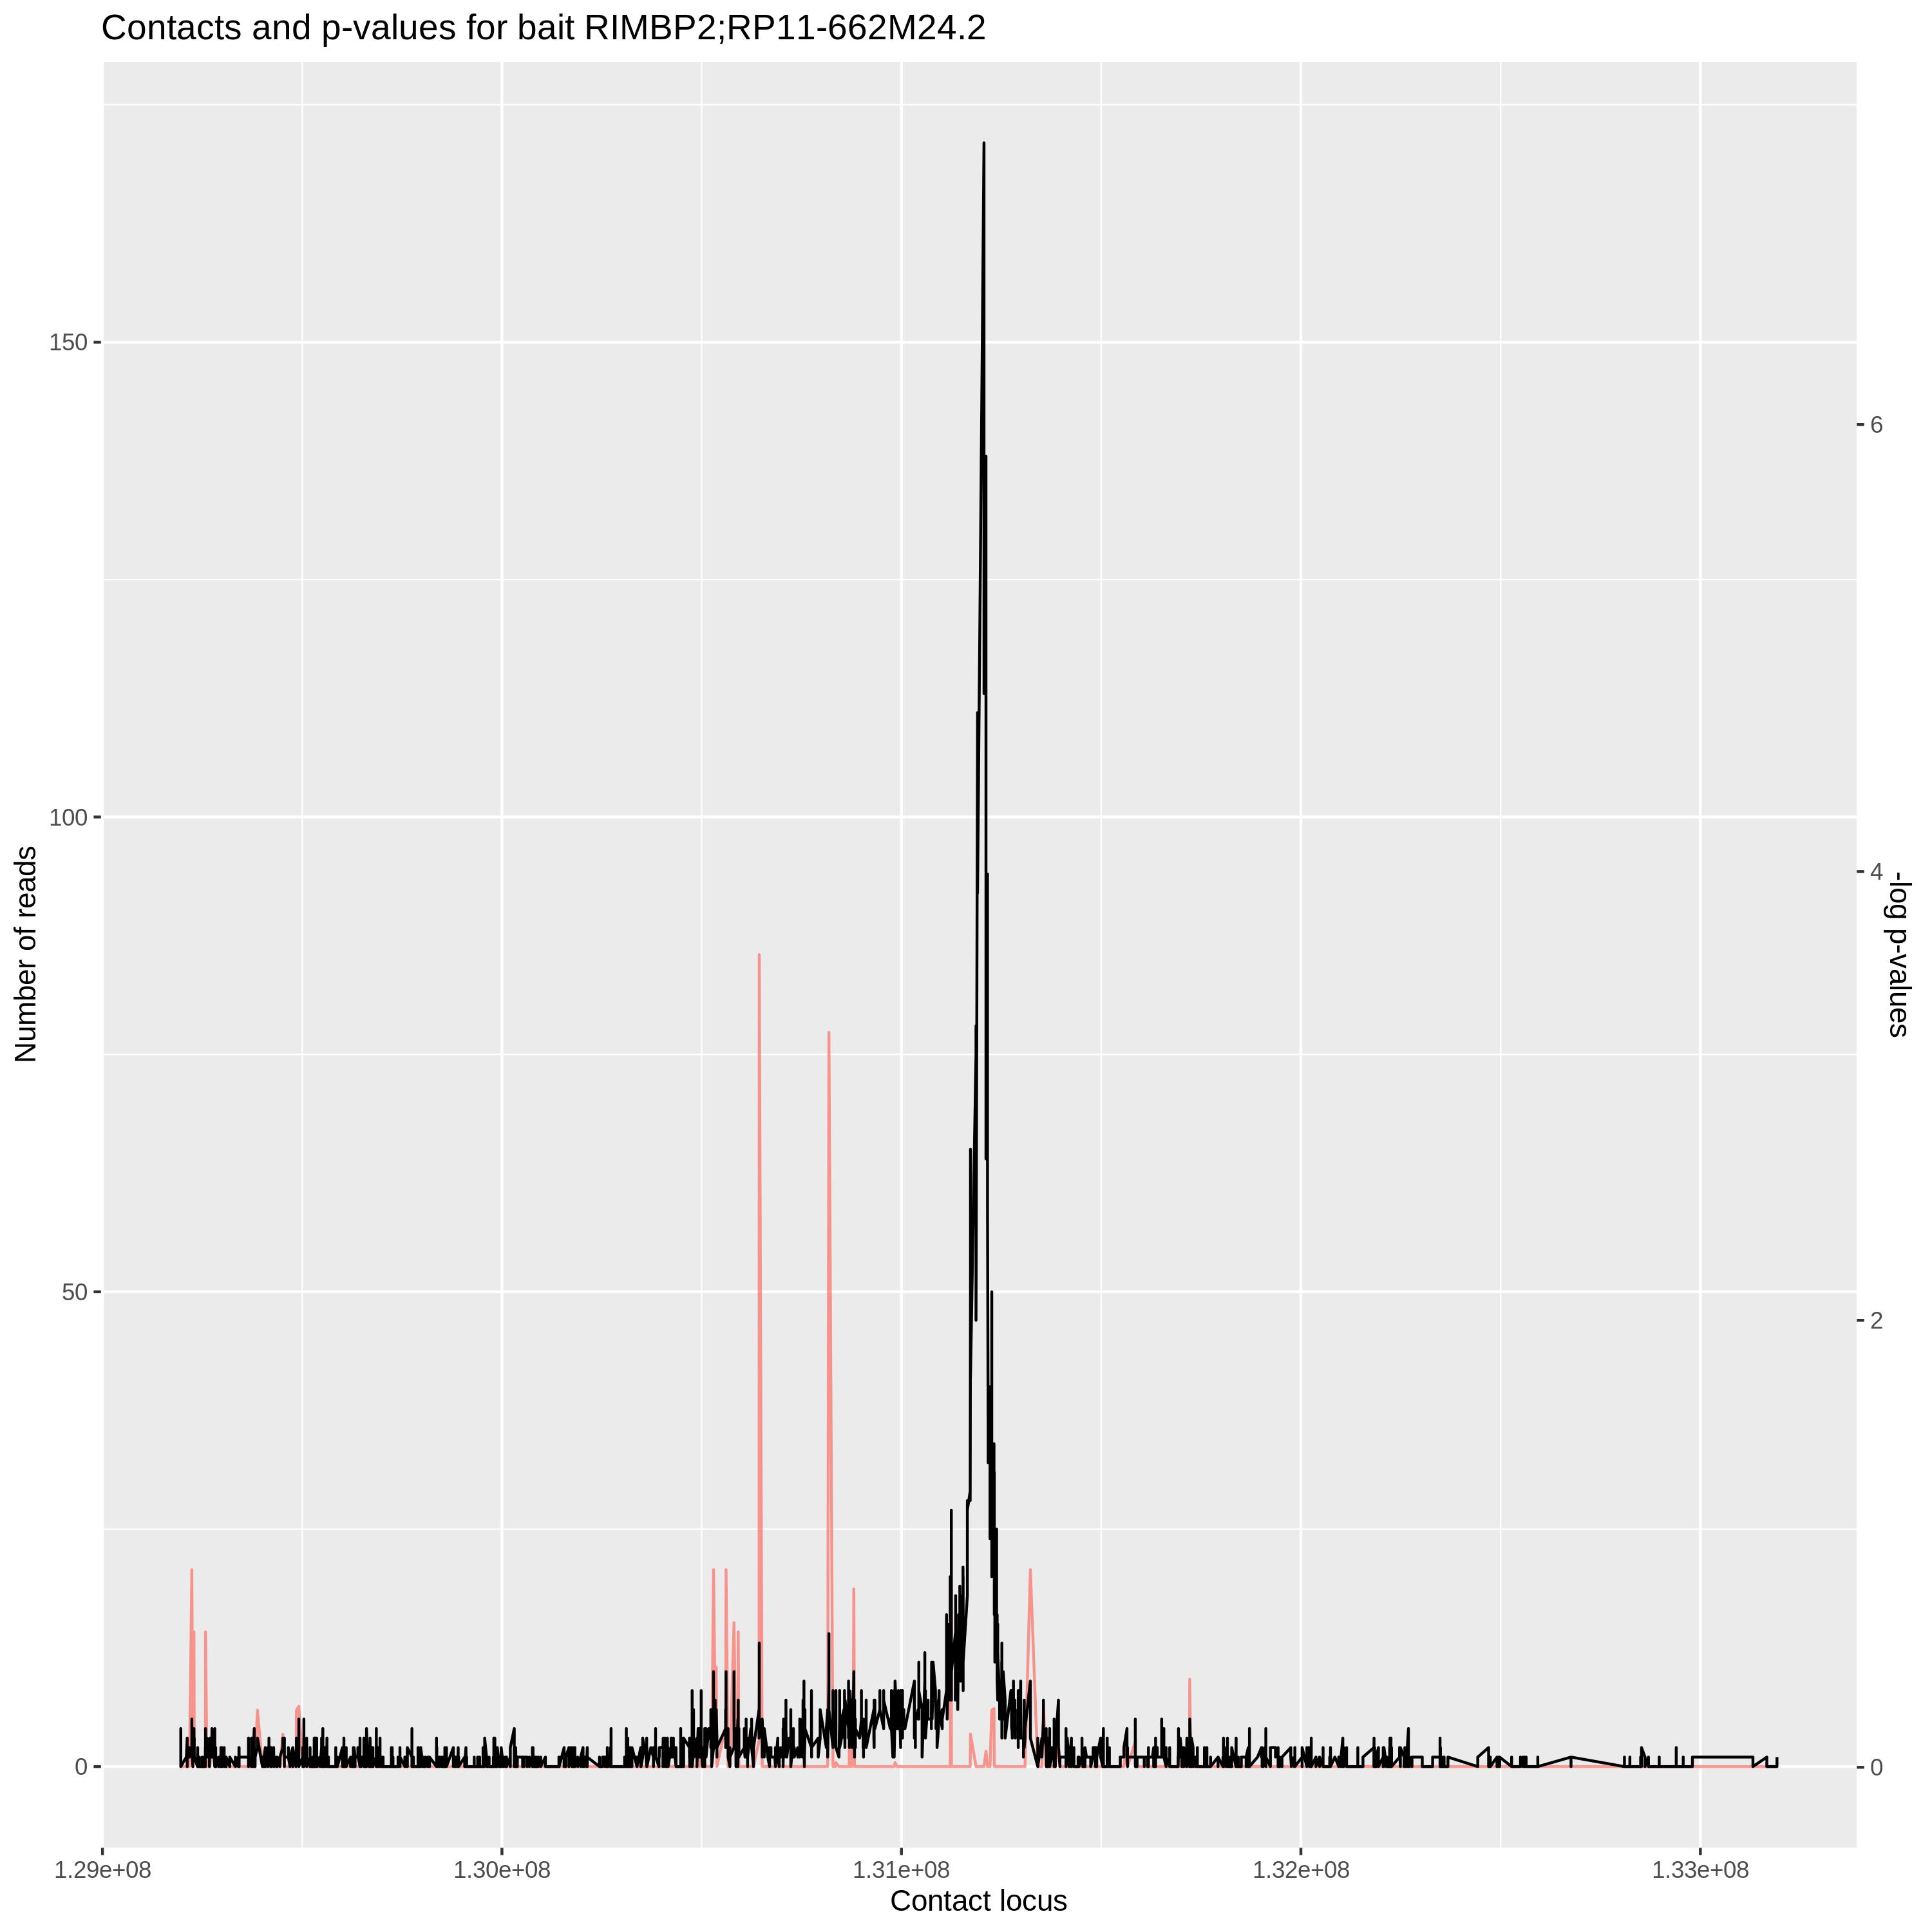 Contacts and p-values for bait RIMBP2;RP11-662M24.2
150
100
50
0
Number of reads
6
4
2
0
-log p-values
1.29e+08 1.30e+08 1.31e+08 1.32e+08 1.33e+08
Contact locus